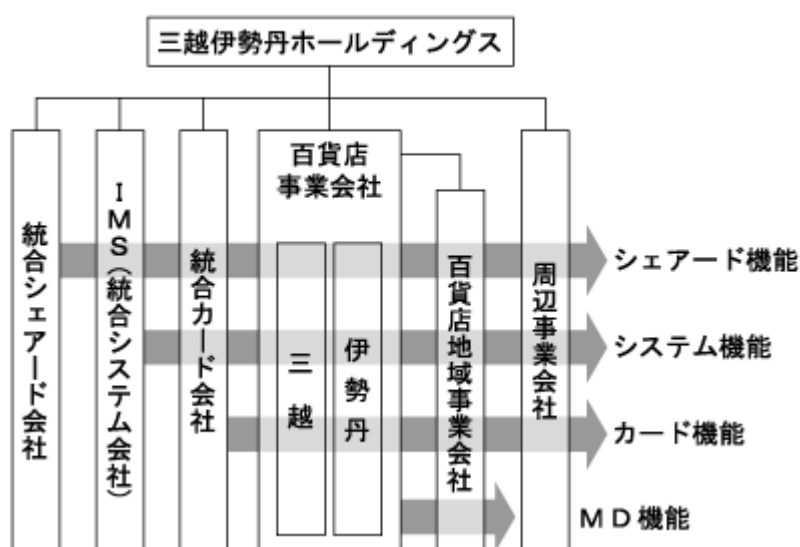 三越伊勢丹ホールディングス
統合シェアード会社
IMS(統合システム会社)
統合カード会社
百貨店
事業会社
三越
伊勢丹
百貨店地域事業会社
周辺事業会社
シェアード機能
システム機能
カード機能
MD機能